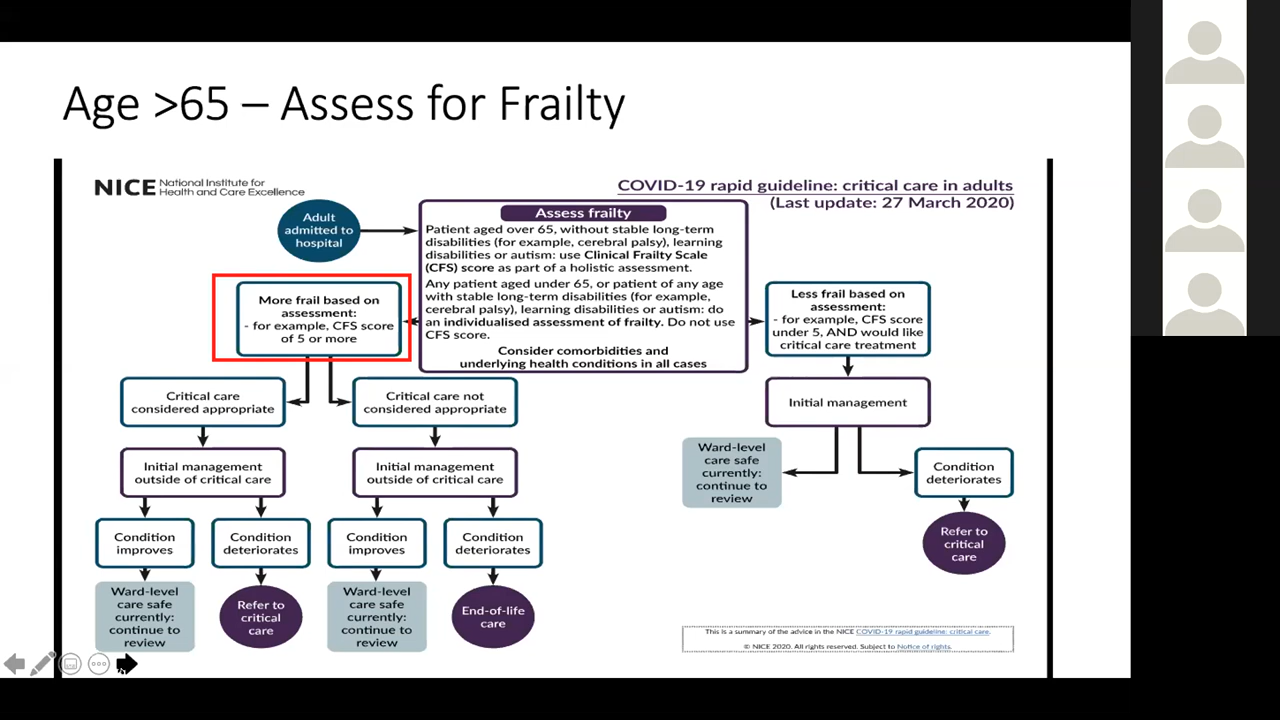 Age >65 – Assess for Frailty
NICE National Institute for
Health and Care Excellence
COVID-19 rapid guideline: critical care in adults
(Last update: 27 March 2020)
Adult
admitted to
hospital
Assess frailty
Patient aged over 65, without stable long-term
disabilities (for example, cerebral palsy), learning
disabilities or autism: use Clinical Frailty Scale
(CFS) score as part of a holistic assessment.
Any patient aged under 65, or patient of any age
with stable long-term disabilities (for example,
cerebral palsy), learning disabilities or autism: do
an individualised assessment of frailty. Do not use
CFS score.
Consider comorbidities and
underlying health conditions in all cases
More frail based on
assessment:
- for example, CFS score
of 5 or more
Less frail based on
assessment:
- for example, CFS score
under 5, AND would like
critical care treatment
Critical care
considered appropriate
Critical care not
considered appropriate
Initial management
Initial management
outside of critical care
Initial management
outside of critical care
Ward-level
care safe
currently:
continue to
review
Condition
deteriorates
Condition
improves
Condition
deteriorates
Condition
improves
Condition
deteriorates
Refer to
critical
care
Ward-level
care safe
currently:
continue to
review
Refer to
critical
care
Ward-level
care safe
currently:
continue to
review
End-of-life
care
This is a summary of the advice in the NICE COVID-19 rapid guideline: critical care.
© NICE 2020. All rights reserved. Subject to Notice of rights.